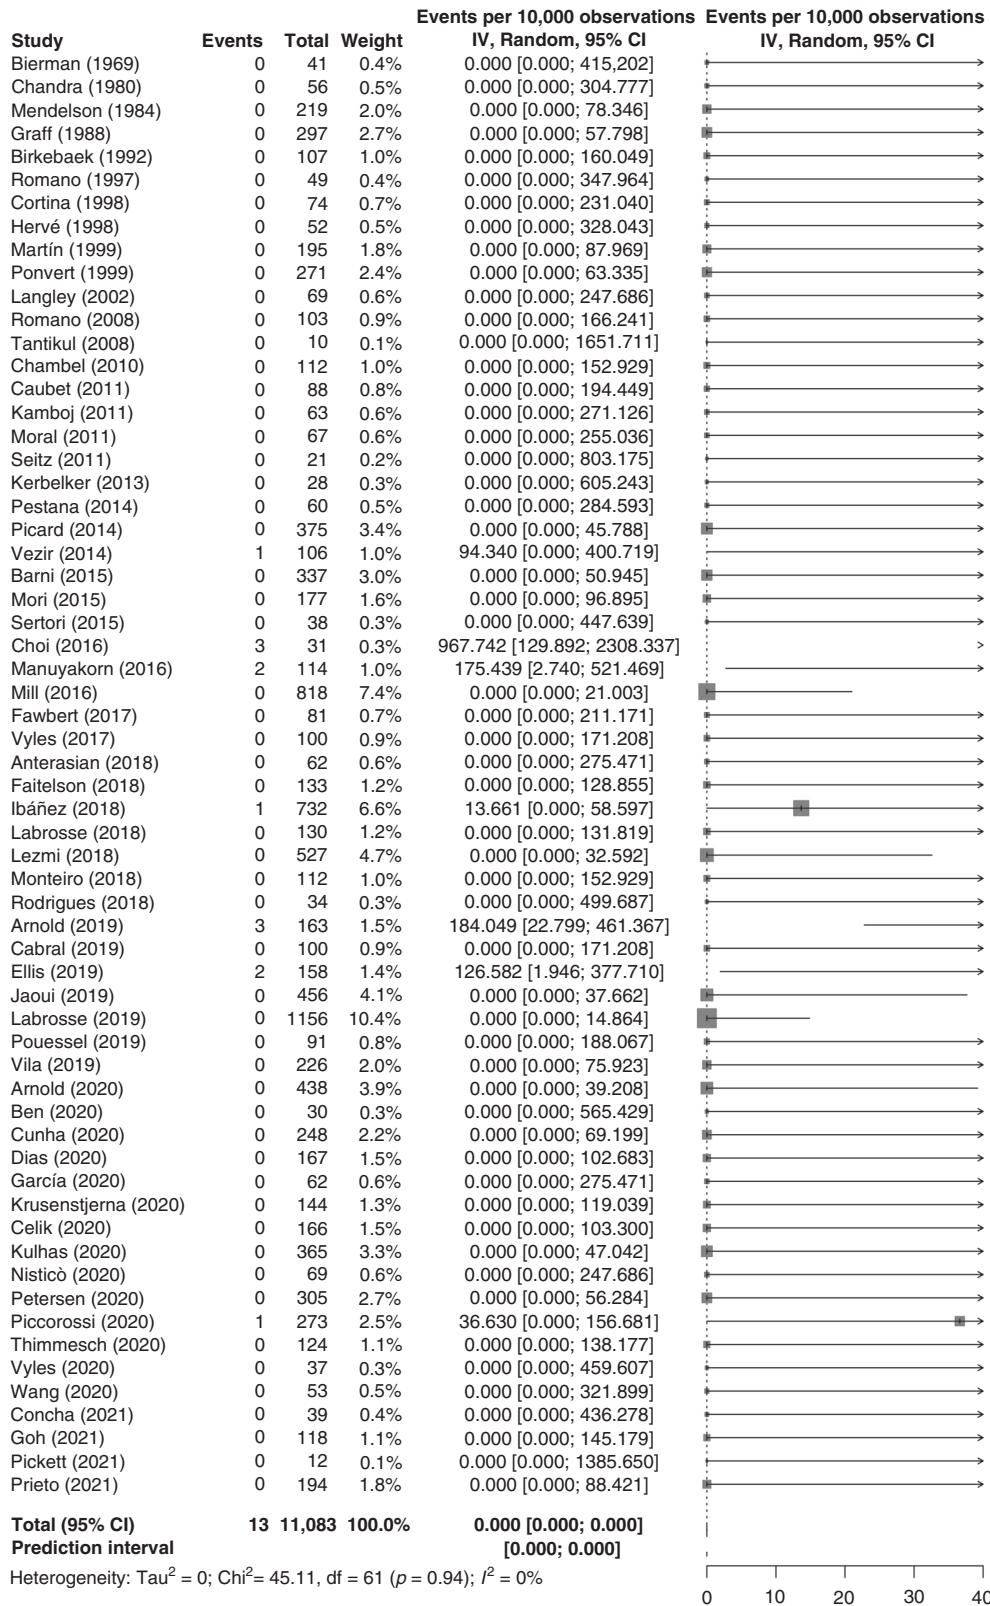 Events per 10,000 observations Events per 10,000 observations
Study Events Total Weight IV, Random, 95% CI IV, Random, 95% CI
Bierman (1969) 0 41 0.4% 0.000 [0.000; 415,202]
Chandra (1980) 0 56 0.5% 0.000 [0.000; 304.777]
Mendelson (1984) 0 219 2.0% 0.000 [0.000; 78.346]
Graff (1988) 0 297 2.7% 0.000 [0.000; 57.798]
Birkebaek (1992) 0 107 1.0% 0.000 [0.000; 160.049]
Romano (1997) 0 49 0.4% 0.000 [0.000; 347.964]
Cortina (1998) 0 74 0.7% 0.000 [0.000; 231.040]
Hervé (1998) 0 52 0.5% 0.000 [0.000; 328.043]
Martín (1999) 0 195 1.8% 0.000 [0.000; 87.969]
Ponvert (1999) 0 271 2.4% 0.000 [0.000; 63.335]
Langley (2002) 0 69 0.6% 0.000 [0.000; 247.686]
Romano (2008) 0 103 0.9% 0.000 [0.000; 166.241]
Tantikul (2008) 0 10 0.1% 0.000 [0.000; 1651.711]
Chambel (2010) 0 112 1.0% 0.000 [0.000; 152.929]
Caubet (2011) 0 88 0.8% 0.000 [0.000; 194.449]
Kamboj (2011) 0 63 0.6% 0.000 [0.000; 271.126]
Moral (2011) 0 67 0.6% 0.000 [0.000; 255.036]
Seitz (2011) 0 21 0.2% 0.000 [0.000; 803.175]
Kerbelker (2013) 0 28 0.3% 0.000 [0.000; 605.243]
Pestana (2014) 0 60 0.5% 0.000 [0.000; 284.593]
Picard (2014) 0 375 3.4% 0.000 [0.000; 45.788]
Vezir (2014) 1 106 1.0% 94.340 [0.000; 400.719]
Barni (2015) 0 337 3.0% 0.000 [0.000; 50.945]
Mori (2015) 0 177 1.6% 0.000 [0.000; 96.895]
Sertori (2015) 0 38 0.3% 0.000 [0.000; 447.639]
Choi (2016) 3 31 0.3% 967.742 [129.892; 2308.337]
Manuyakorn (2016) 2 114 1.0% 175.439 [2.740; 521.469]
Mill (2016) 0 818 7.4% 0.000 [0.000; 21.003]
Fawbert (2017) 0 81 0.7% 0.000 [0.000; 211.171]
Vyles (2017) 0 100 0.9% 0.000 [0.000; 171.208]
Anterasian (2018) 0 62 0.6% 0.000 [0.000; 275.471]
Faitelson (2018) 0 133 1.2% 0.000 [0.000; 128.855]
Ibáñez (2018) 1 732 6.6% 13.661 [0.000; 58.597]
Labrosse (2018) 0 130 1.2% 0.000 [0.000; 131.819]
Lezmi (2018) 0 527 4.7% 0.000 [0.000; 32.592]
Monteiro (2018) 0 112 1.0% 0.000 [0.000; 152.929]
Rodrigues (2018) 0 34 0.3% 0.000 [0.000; 499.687]
Arnold (2019) 3 163 1.5% 184.049 [22.799; 461.367]
Cabral (2019) 0 100 0.9% 0.000 [0.000; 171.208]
Ellis (2019) 2 158 1.4% 126.582 [1.946; 377.710]
Jaoui (2019) 0 456 4.1% 0.000 [0.000; 37.662]
Labrosse (2019) 0 1156 10.4% 0.000 [0.000; 14.864]
Pouessel (2019) 0 91 0.8% 0.000 [0.000; 188.067]
Vila (2019) 0 226 2.0% 0.000 [0.000; 75.923]
Arnold (2020) 0 438 3.9% 0.000 [0.000; 39.208]
Ben (2020) 0 30 0.3% 0.000 [0.000; 565.429]
Cunha (2020) 0 248 2.2% 0.000 [0.000; 69.199]
Dias (2020) 0 167 1.5% 0.000 [0.000; 102.683]
García (2020) 0 62 0.6% 0.000 [0.000; 275.471]
Krusenstjerna (2020) 0 144 1.3% 0.000 [0.000; 119.039]
Celik (2020) 0 166 1.5% 0.000 [0.000; 103.300]
Kulhas (2020) 0 365 3.3% 0.000 [0.000; 47.042]
Nisticò (2020) 0 69 0.6% 0.000 [0.000; 247.686]
Petersen (2020) 0 305 2.7% 0.000 [0.000; 56.284]
Piccorossi (2020) 1 273 2.5% 36.630 [0.000; 156.681]
Thimmesch (2020) 0 124 1.1% 0.000 [0.000; 138.177]
Vyles (2020) 0 37 0.3% 0.000 [0.000; 459.607]
Wang (2020) 0 53 0.5% 0.000 [0.000; 321.899]
Concha (2021) 0 39 0.4% 0.000 [0.000; 436.278]
Goh (2021) 0 118 1.1% 0.000 [0.000; 145.179]
Pickett (2021) 0 12 0.1% 0.000 [0.000; 1385.650]
Prieto (2021) 0 194 1.8% 0.000 [0.000; 88.421]
Total (95% CI) 13 11,083 100.0% 0.000 [0.000; 0.000]
Prediction interval [0.000; 0.000]
Heterogeneity: Tau² = 0; Chi²= 45.11, df = 61 (p = 0.94); I² = 0%
0 10 20 30 40